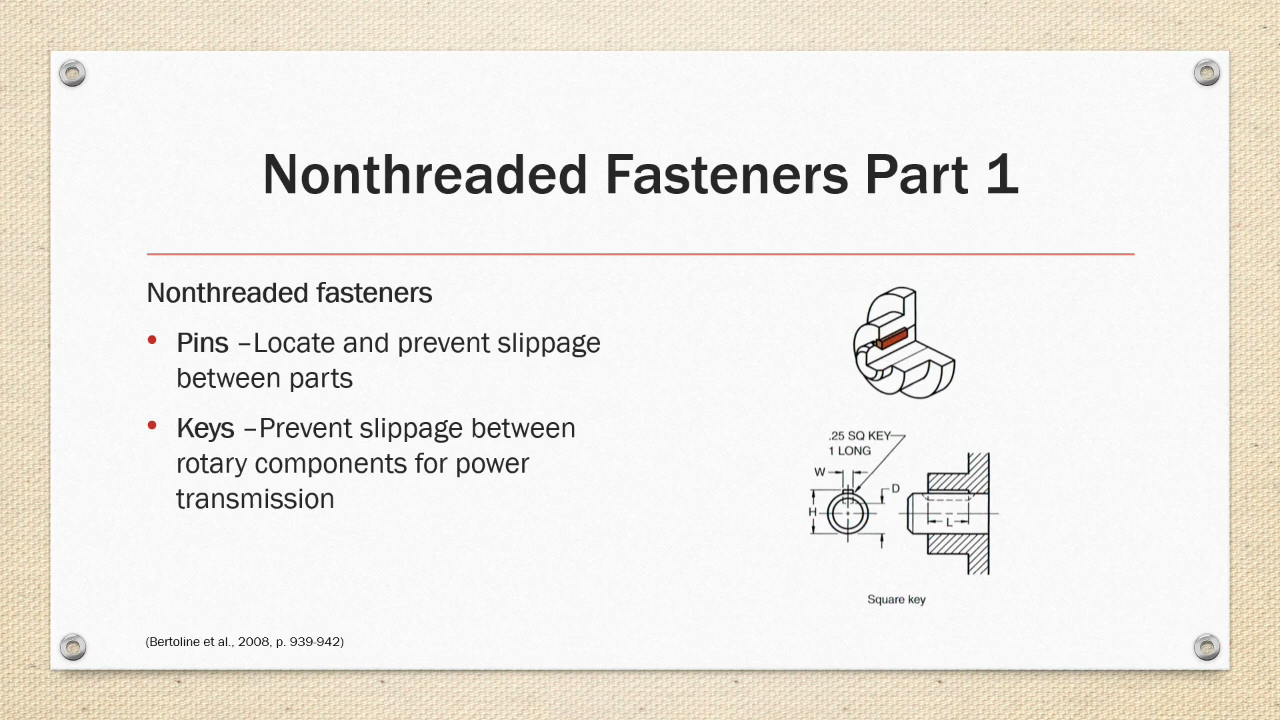 Nonthreaded Fasteners Part 1
Nonthreaded fasteners
• Pins –Locate and prevent slippage
between parts
• Keys –Prevent slippage between
rotary components for power
transmission
.25 SQ KEY
1 LONG
W
D
H
L
Square key
(Bertoline et al., 2008, p. 939-942)